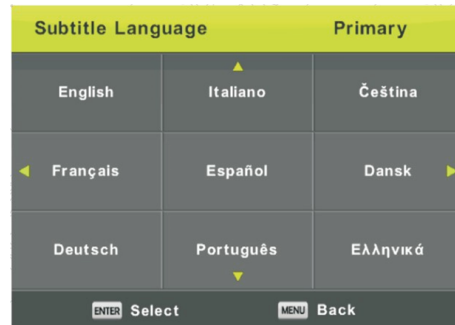 Subtitle Language Primary
English Italiano Čeština
Français Español Dansk
Deutsch Português Ελληνικά
ENTER Select MENU Back